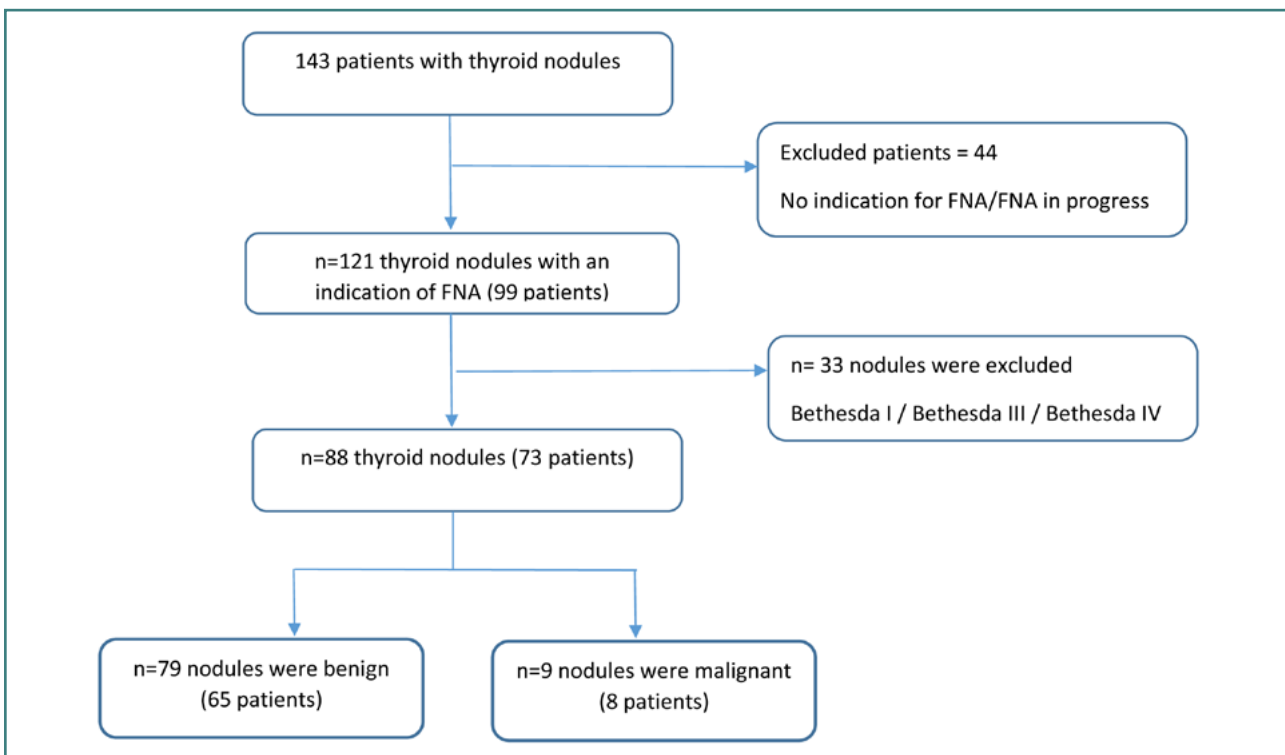 143 patients with thyroid nodules
Excluded patients = 44
No indication for FNA/FNA in progress
n=121 thyroid nodules with an
indication of FNA (99 patients)
n= 33 nodules were excluded
Bethesda I / Bethesda III / Bethesda IV
n=88 thyroid nodules (73 patients)
n=79 nodules were benign
(65 patients)
n=9 nodules were malignant
(8 patients)